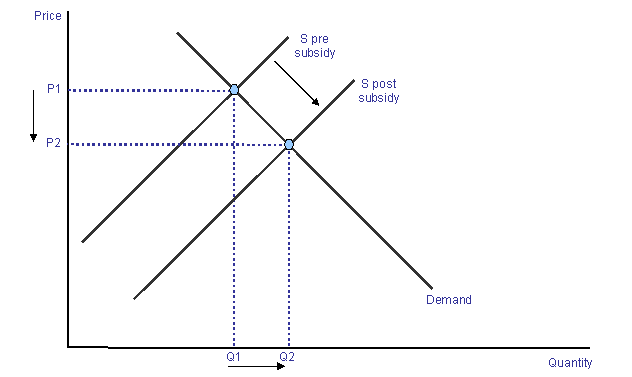 Price
S pre
subsidy
P1
S post
subsidy
P2
Demand
Q1
Q2
Quantity